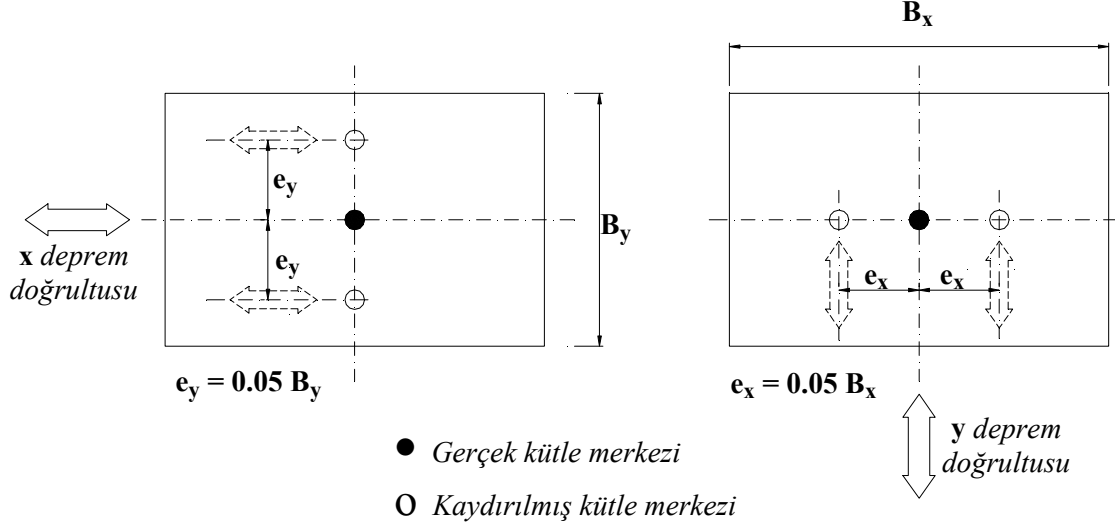 Bx
ey
By
ey
x deprem
doğrultusu
ex
ex
ey = 0.05 By
ex = 0.05 Bx
y deprem
doğrultusu
Gerçek kütle merkezi
Kaydırılmış kütle merkezi